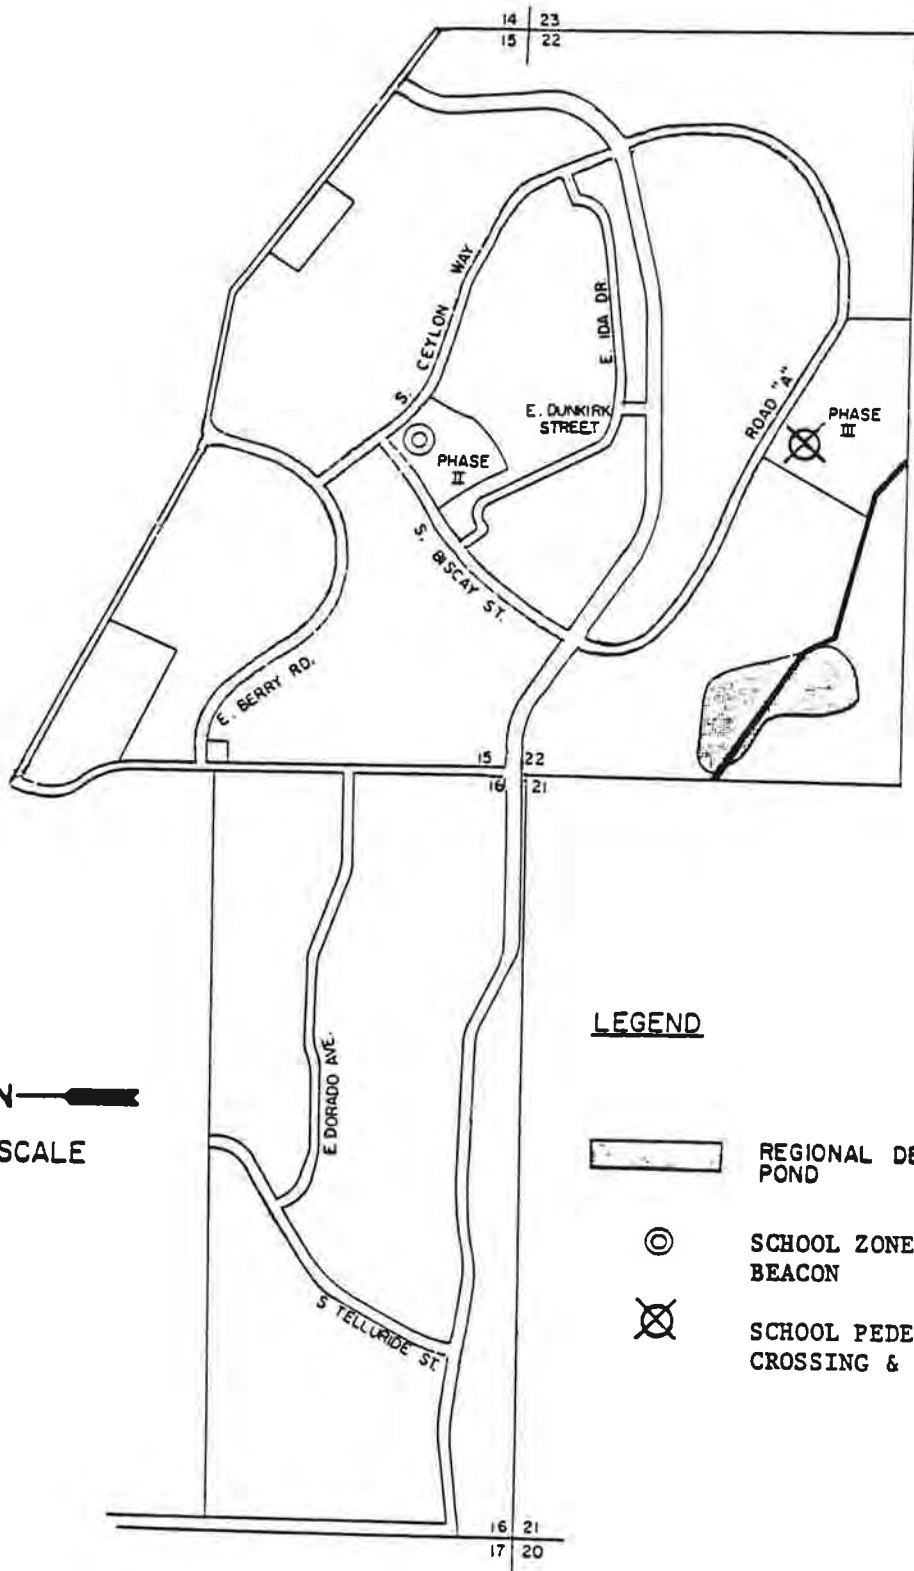 14 23
15 22
S. CEYLON WAY
E. IDA DR.
E. DUNKIRK
STREET
ROAD "A"
PHASE
III
PHASE
II
S. BISCAY ST.
E. BERRY RD.
15 22
16 21
E DORADO AVE.
LEGEND
N
SCALE
REGIONAL DE
POND
SCHOOL ZONE
BEACON
SCHOOL PEDE
CROSSING &
S TELLURIDE ST.
16 21
17 20